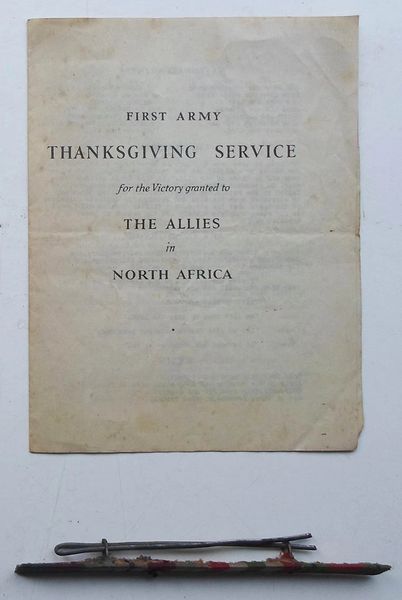 FIRST ARMY
THANKSGIVING SERVICE
for the Victory granted to
THE ALLIES
in
NORTH AFRICA